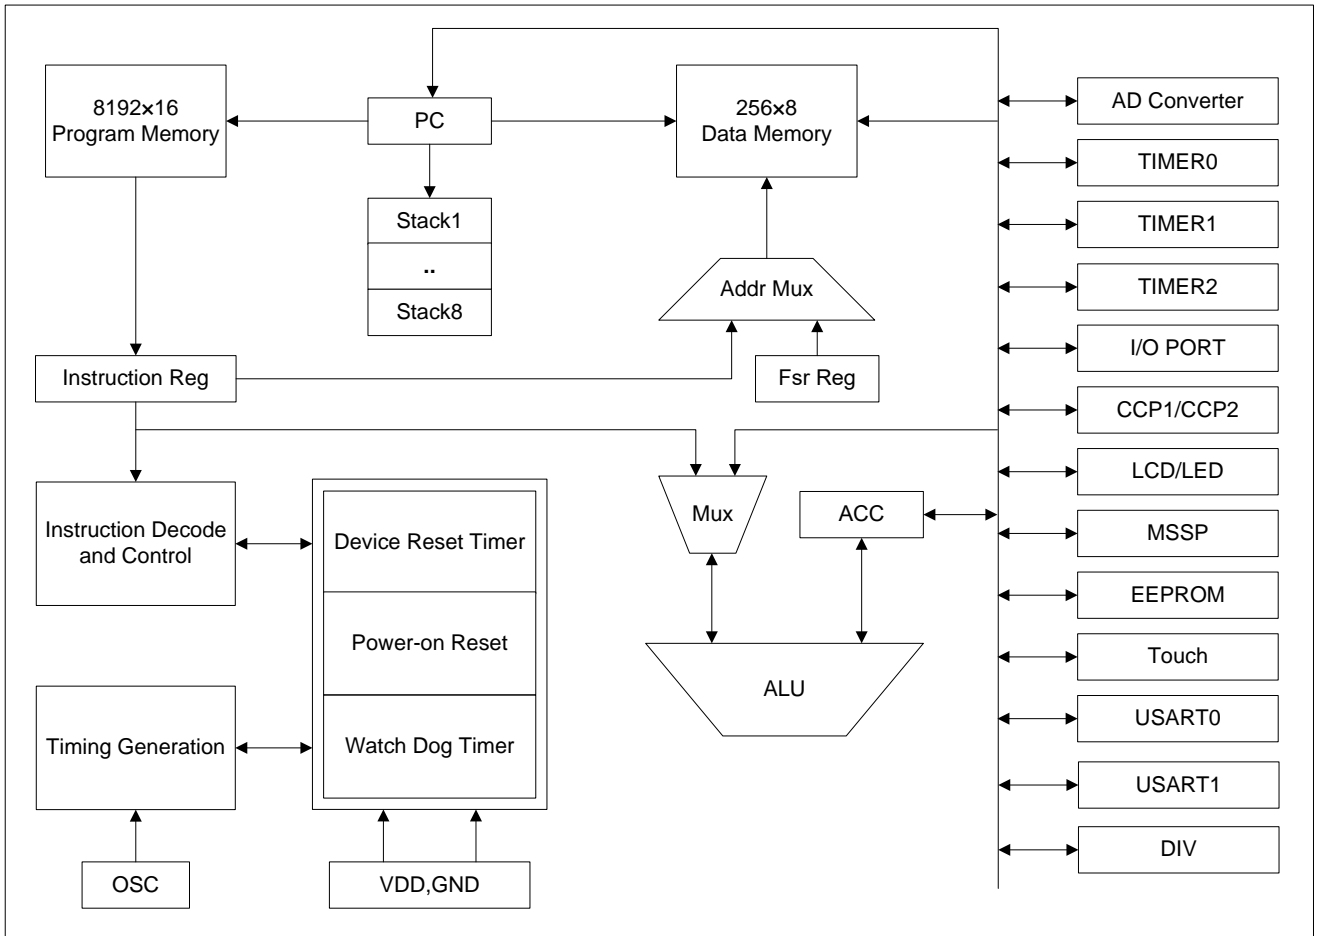 8192×16
Program Memory
PC
256×8
Data Memory
Stack1
..
Stack8
Addr Mux
Instruction Reg
Fsr Reg
Instruction Decode
and Control
Device Reset Timer
Power-on Reset
Watch Dog Timer
Timing Generation
OSC
VDD,GND
Mux
ACC
ALU
AD Converter
TIMER0
TIMER1
TIMER2
I/O PORT
CCP1/CCP2
LCD/LED
MSSP
EEPROM
Touch
USART0
USART1
DIV